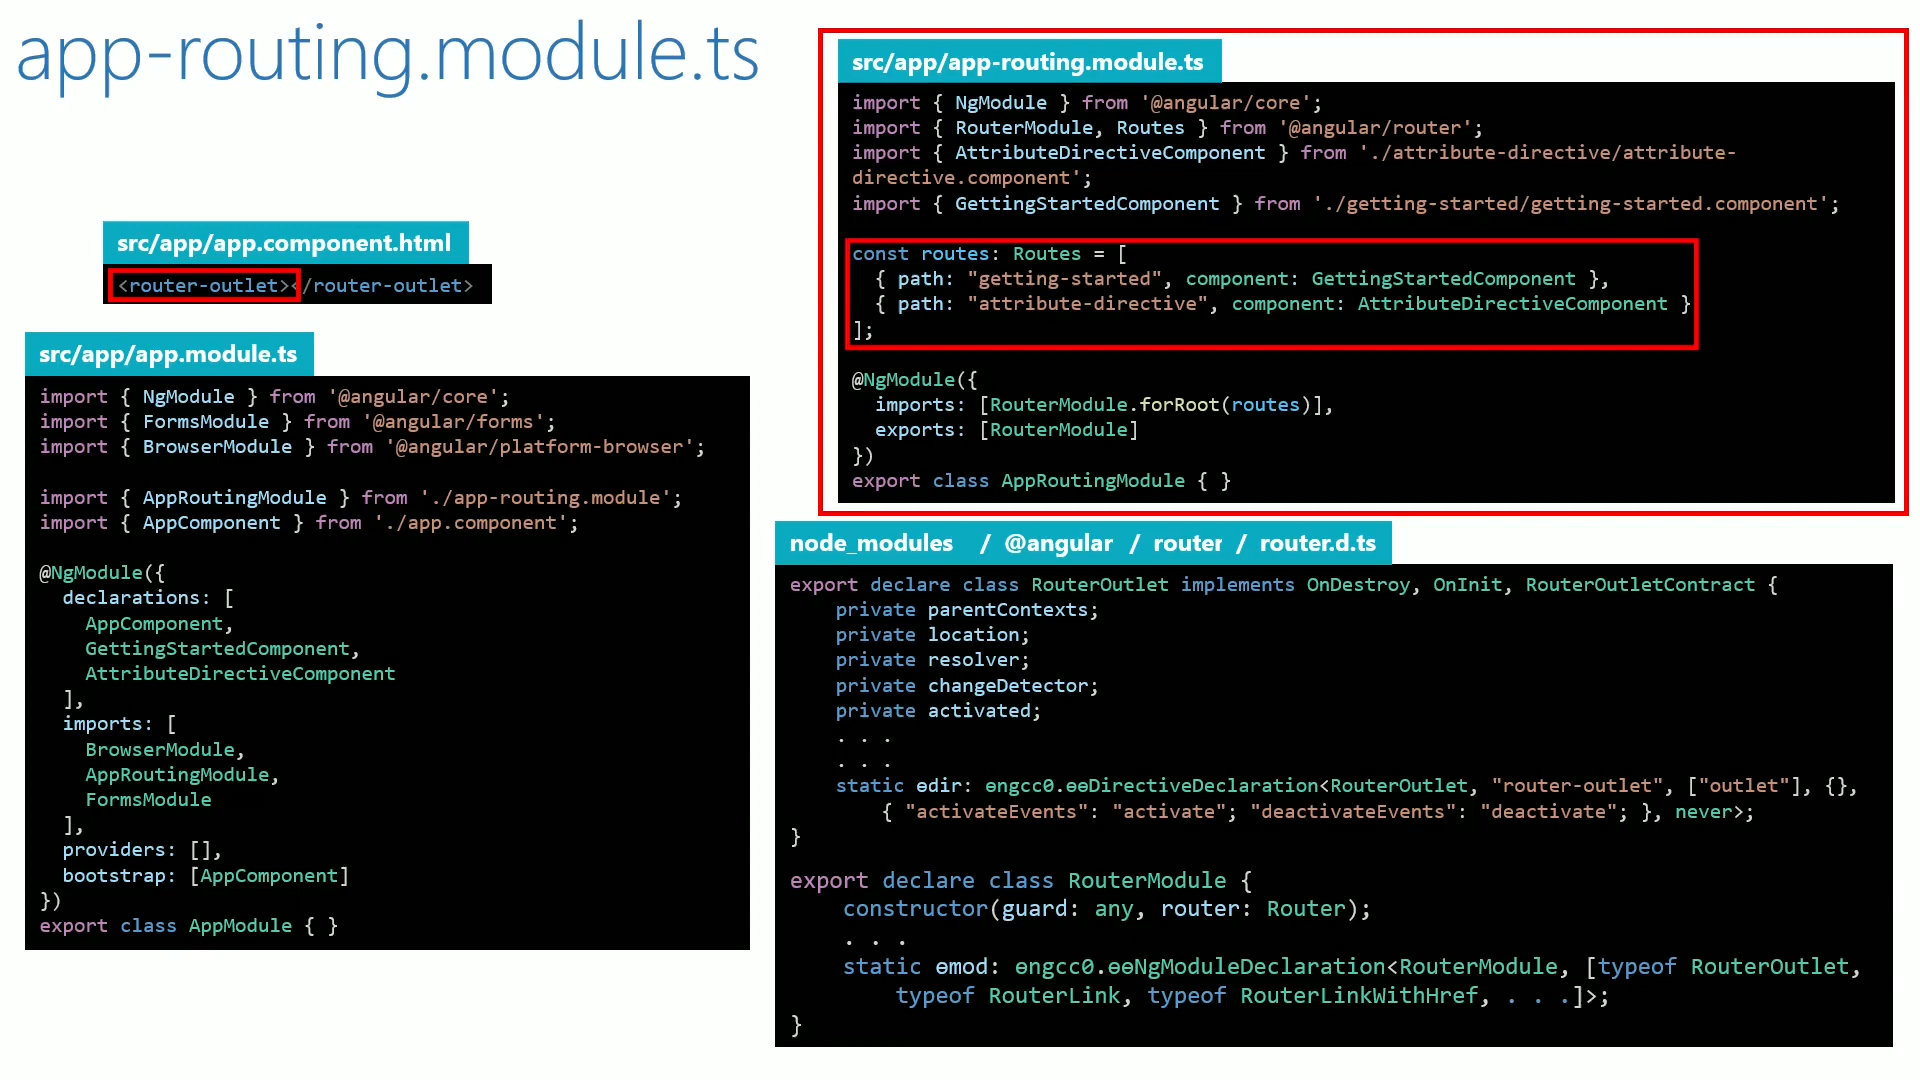 app-routing.module.ts
src/app/app.component.html
<router-outlet></router-outlet>
src/app/app.module.ts
import { NgModule } from '@angular/core';
import { FormsModule } from '@angular/forms';
import { BrowserModule } from '@angular/platform-browser';
import { AppRoutingModule } from './app-routing.module';
import { AppComponent } from './app.component';
@NgModule({
  declarations: [
    AppComponent,
    GettingStartedComponent,
    AttributeDirectiveComponent
  ],
  imports: [
    BrowserModule,
    AppRoutingModule,
    FormsModule
  ],
  providers: [],
  bootstrap: [AppComponent]
})
export class AppModule { }
src/app/app-routing.module.ts
import { NgModule } from '@angular/core';
import { RouterModule, Routes } from '@angular/router';
import { AttributeDirectiveComponent } from './attribute-directive/attribute-
directive.component';
import { GettingStartedComponent } from './getting-started/getting-started.component';
const routes: Routes = [
  { path: "getting-started", component: GettingStartedComponent },
  { path: "attribute-directive", component: AttributeDirectiveComponent }
];
@NgModule({
  imports: [RouterModule.forRoot(routes)],
  exports: [RouterModule]
})
export class AppRoutingModule { }
node_modules / @angular / router / router.d.ts
export declare class RouterOutlet implements OnDestroy, OnInit, RouterOutletContract {
    private parentContexts;
    private location;
    private resolver;
    private changeDetector;
    private activated;
    . . .
    . . .
    static ɵdir: ɵngcc0.ɵɵDirectiveDeclaration<RouterOutlet, "router-outlet", ["outlet"], {},
        { "activateEvents": "activate"; "deactivateEvents": "deactivate"; }, never>;
}
export declare class RouterModule {
    constructor(guard: any, router: Router);
    . . .
    static ɵmod: ɵngcc0.ɵɵNgModuleDeclaration<RouterModule, [typeof RouterOutlet,
        typeof RouterLink, typeof RouterLinkWithHref, . . .]>;
}